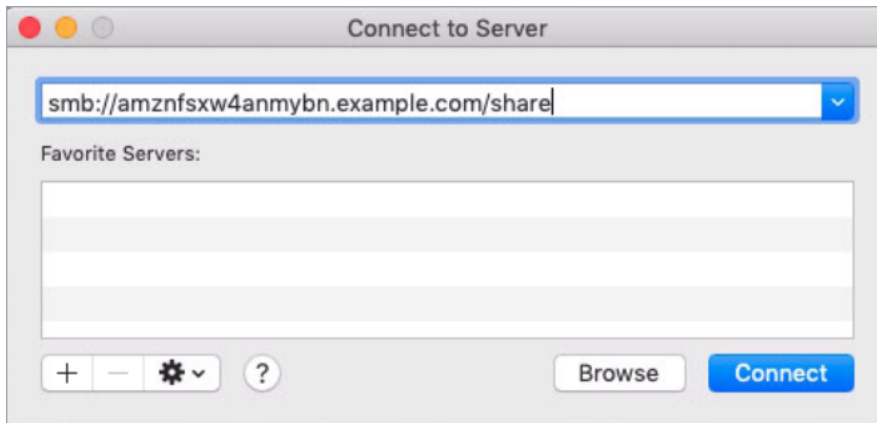 Connect to Server
smb://amznfsxw4anmybn.example.com/share
Favorite Servers:
?
Browse
Connect